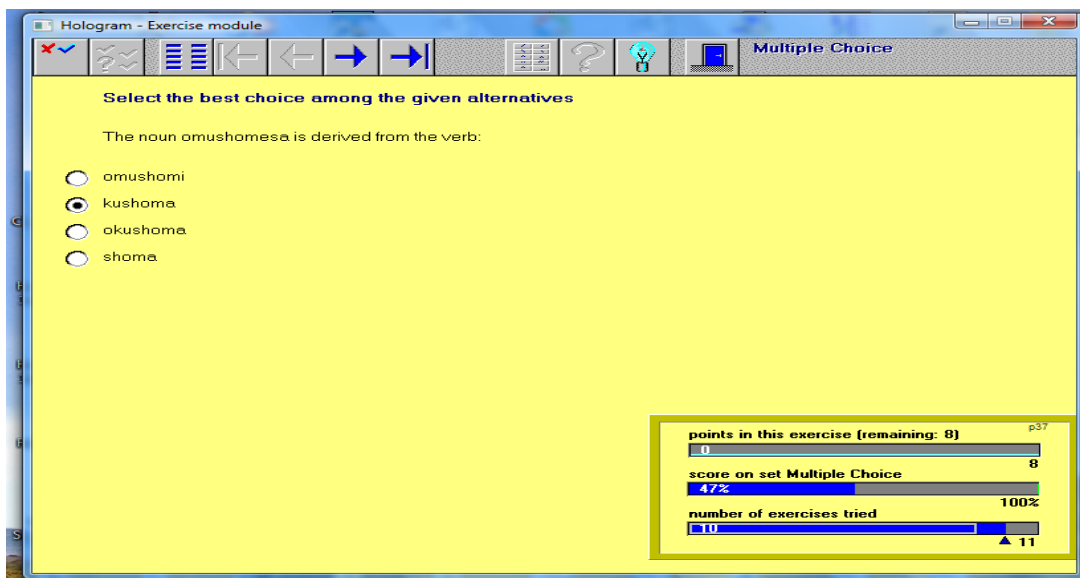 Hologram - Exercise module
Multiple Choice
Select the best choice among the given alternatives
The noun omushomesa is derived from the verb:
omushomi
kushoma
okushoma
shoma
p37
points in this exercise (remaining: 8)
0
8
score on set Multiple Choice
47%
100%
number of exercises tried
10
11